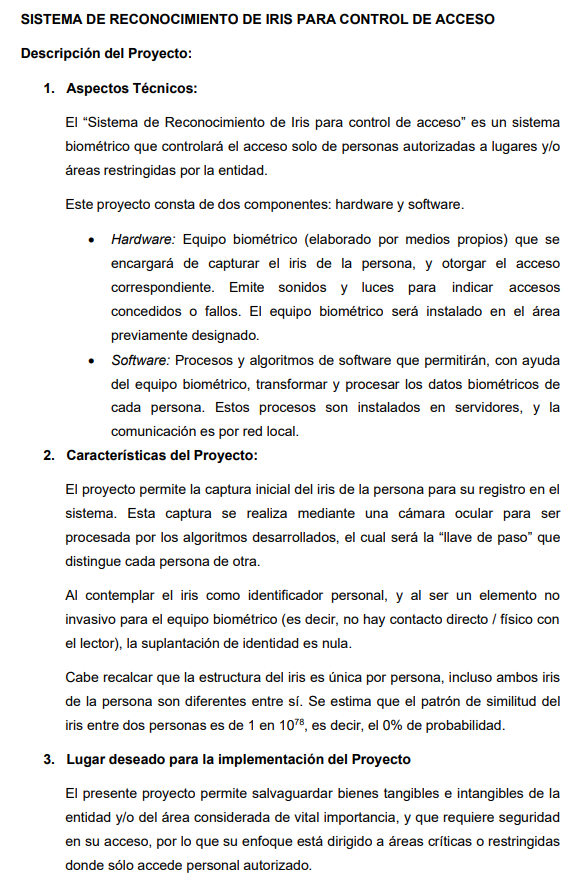 SISTEMA DE RECONOCIMIENTO DE IRIS PARA CONTROL DE ACCESO
Descripción del Proyecto:
1. Aspectos Técnicos:
El “Sistema de Reconocimiento de Iris para control de acceso” es un sistema
biométrico que controlará el acceso solo de personas autorizadas a lugares y/o
áreas restringidas por la entidad.
Este proyecto consta de dos componentes: hardware y software.
• Hardware: Equipo biométrico (elaborado por medios propios) que se
encargará de capturar el iris de la persona, y otorgar el acceso
correspondiente. Emite sonidos y luces para indicar accesos
concedidos o fallos. El equipo biométrico será instalado en el área
previamente designado.
• Software: Procesos y algoritmos de software que permitirán, con ayuda
del equipo biométrico, transformar y procesar los datos biométricos de
cada persona. Estos procesos son instalados en servidores, y la
comunicación es por red local.
2. Características del Proyecto:
El proyecto permite la captura inicial del iris de la persona para su registro en el
sistema. Esta captura se realiza mediante una cámara ocular para ser
procesada por los algoritmos desarrollados, el cual será la “llave de paso” que
distingue cada persona de otra.
Al contemplar el iris como identificador personal, y al ser un elemento no
invasivo para el equipo biométrico (es decir, no hay contacto directo / físico con
el lector), la suplantación de identidad es nula.
Cabe recalcar que la estructura del iris es única por persona, incluso ambos iris
de la persona son diferentes entre sí. Se estima que el patrón de similitud del
iris entre dos personas es de 1 en 10⁷⁸, es decir, el 0% de probabilidad.
3. Lugar deseado para la implementación del Proyecto
El presente proyecto permite salvaguardar bienes tangibles e intangibles de la
entidad y/o del área considerada de vital importancia, y que requiere seguridad
en su acceso, por lo que su enfoque está dirigido a áreas críticas o restringidas
donde sólo accede personal autorizado.